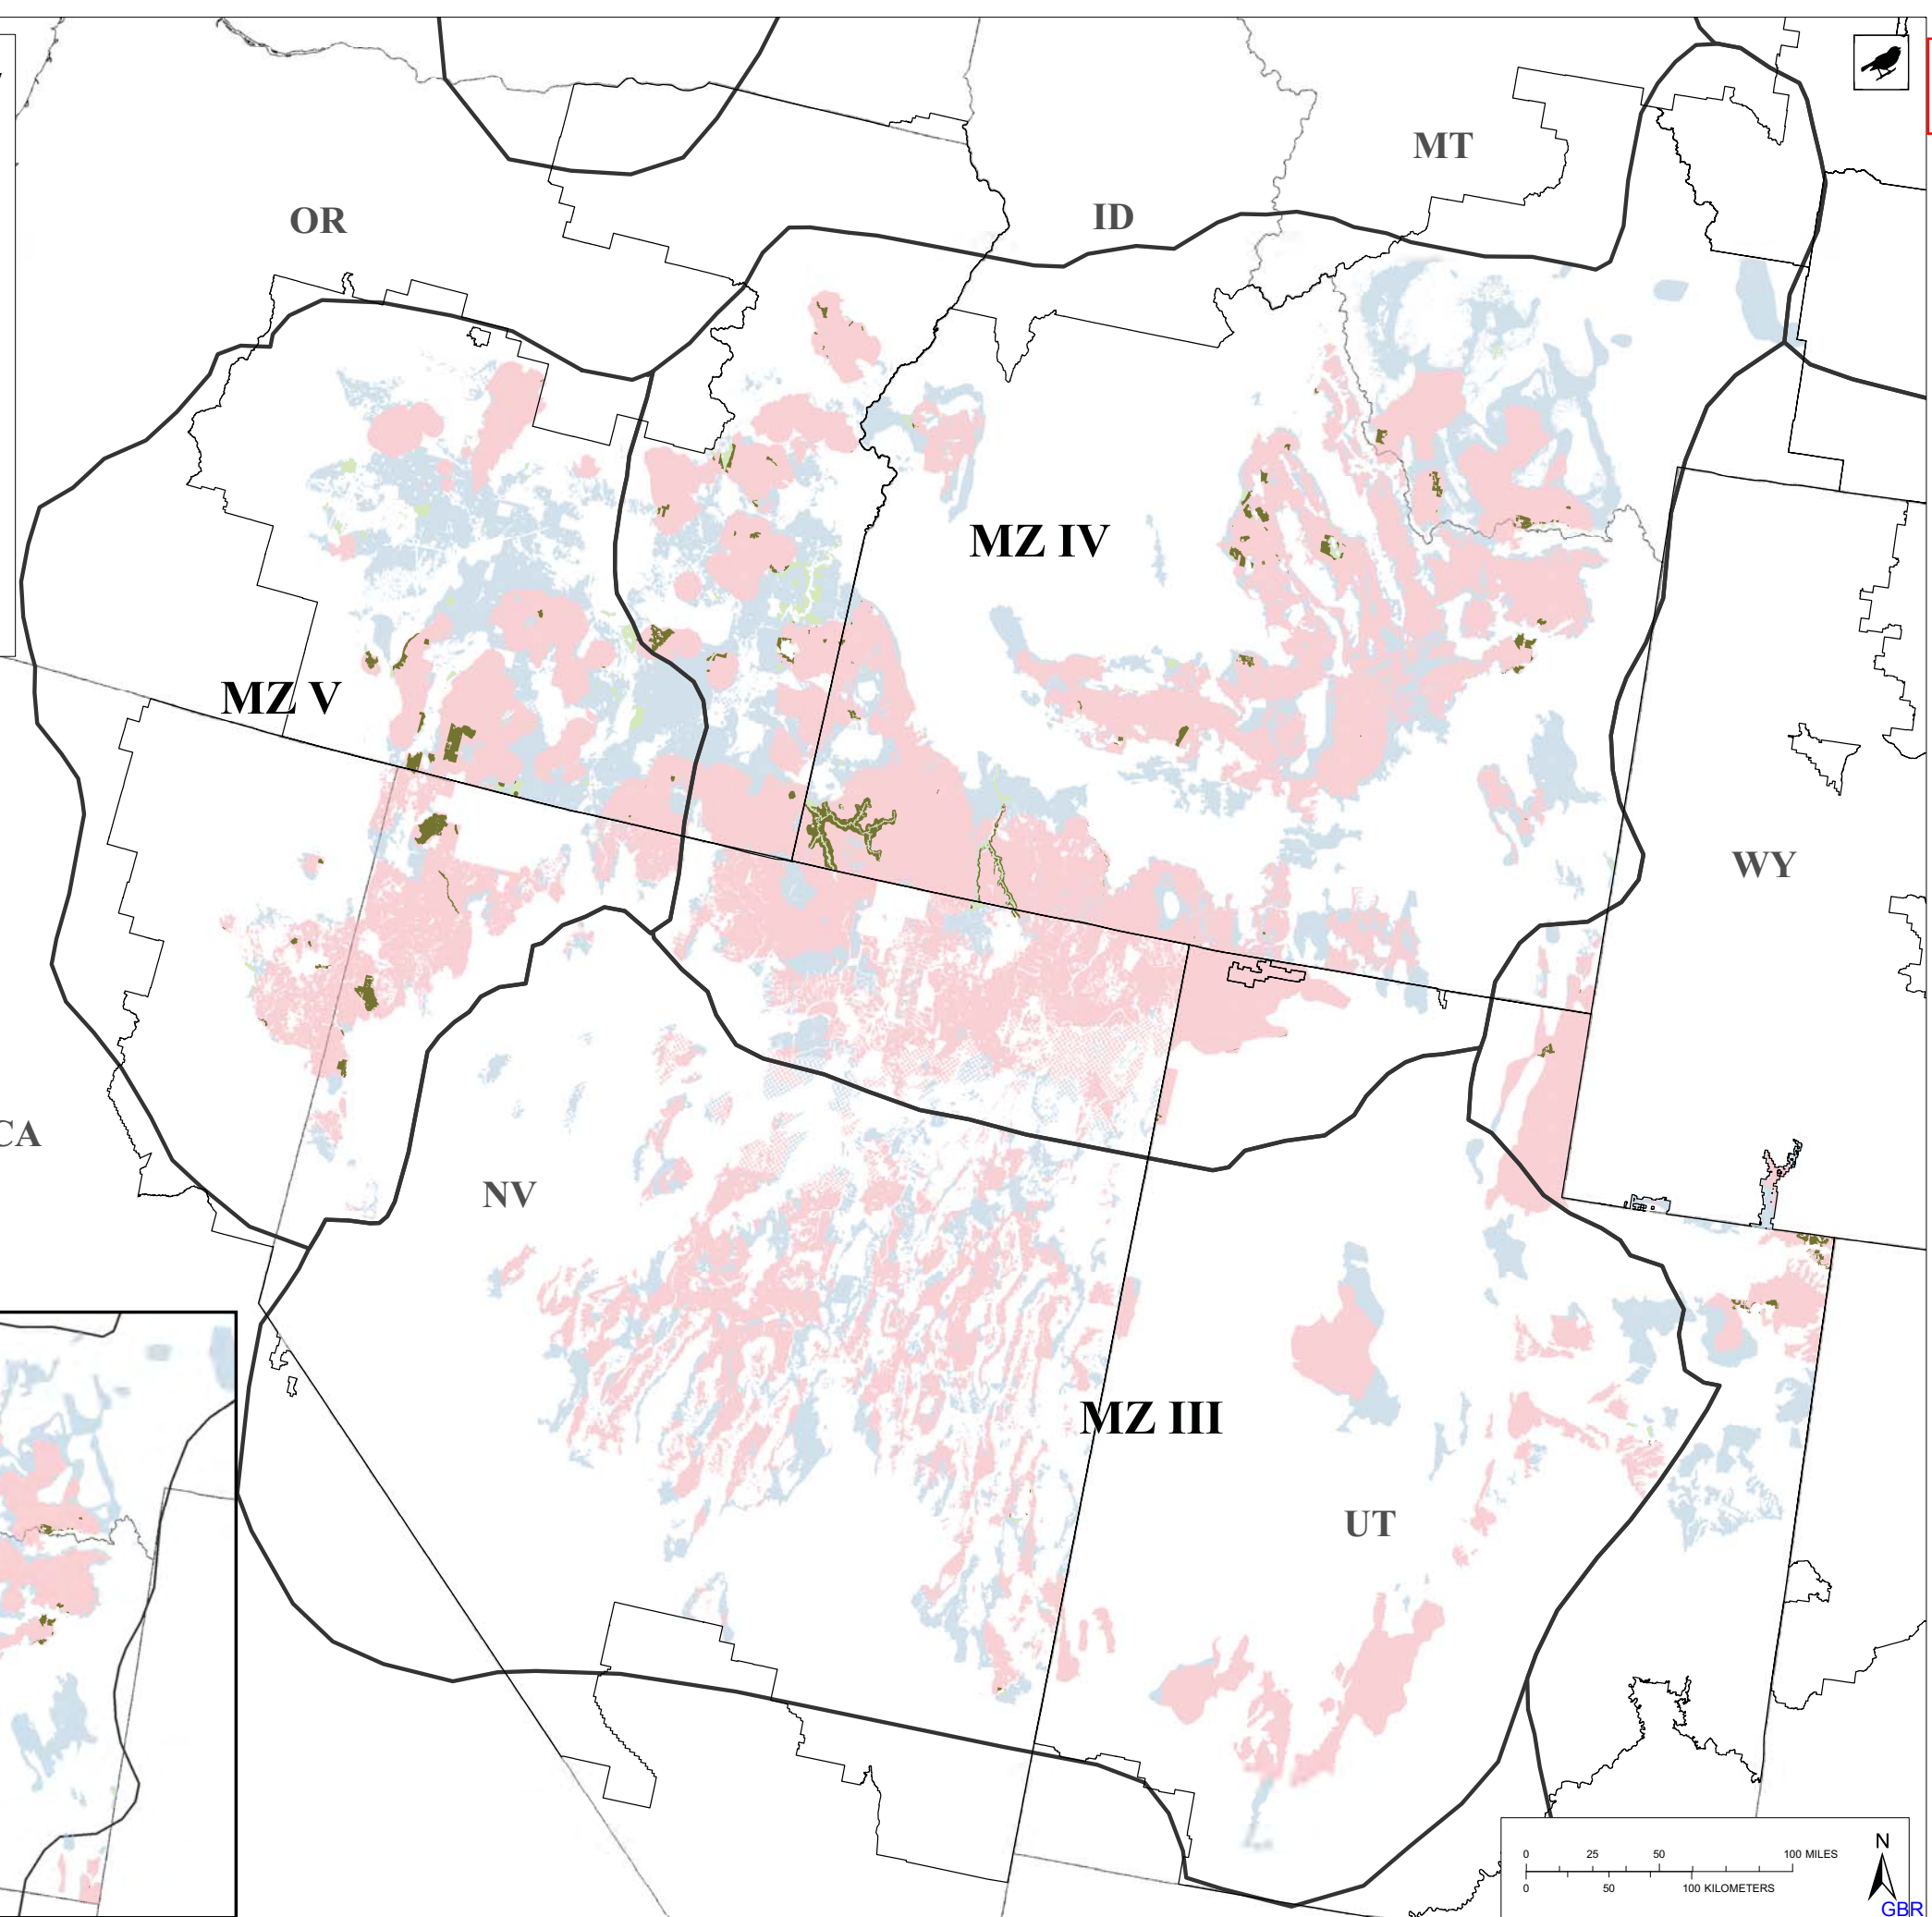 MT
OR
ID
MZ IV
MZ V
WY
CA
NV
MZ III
UT
0 25 50 100 MILES
0 50 100 KILOMETERS
N
GBR